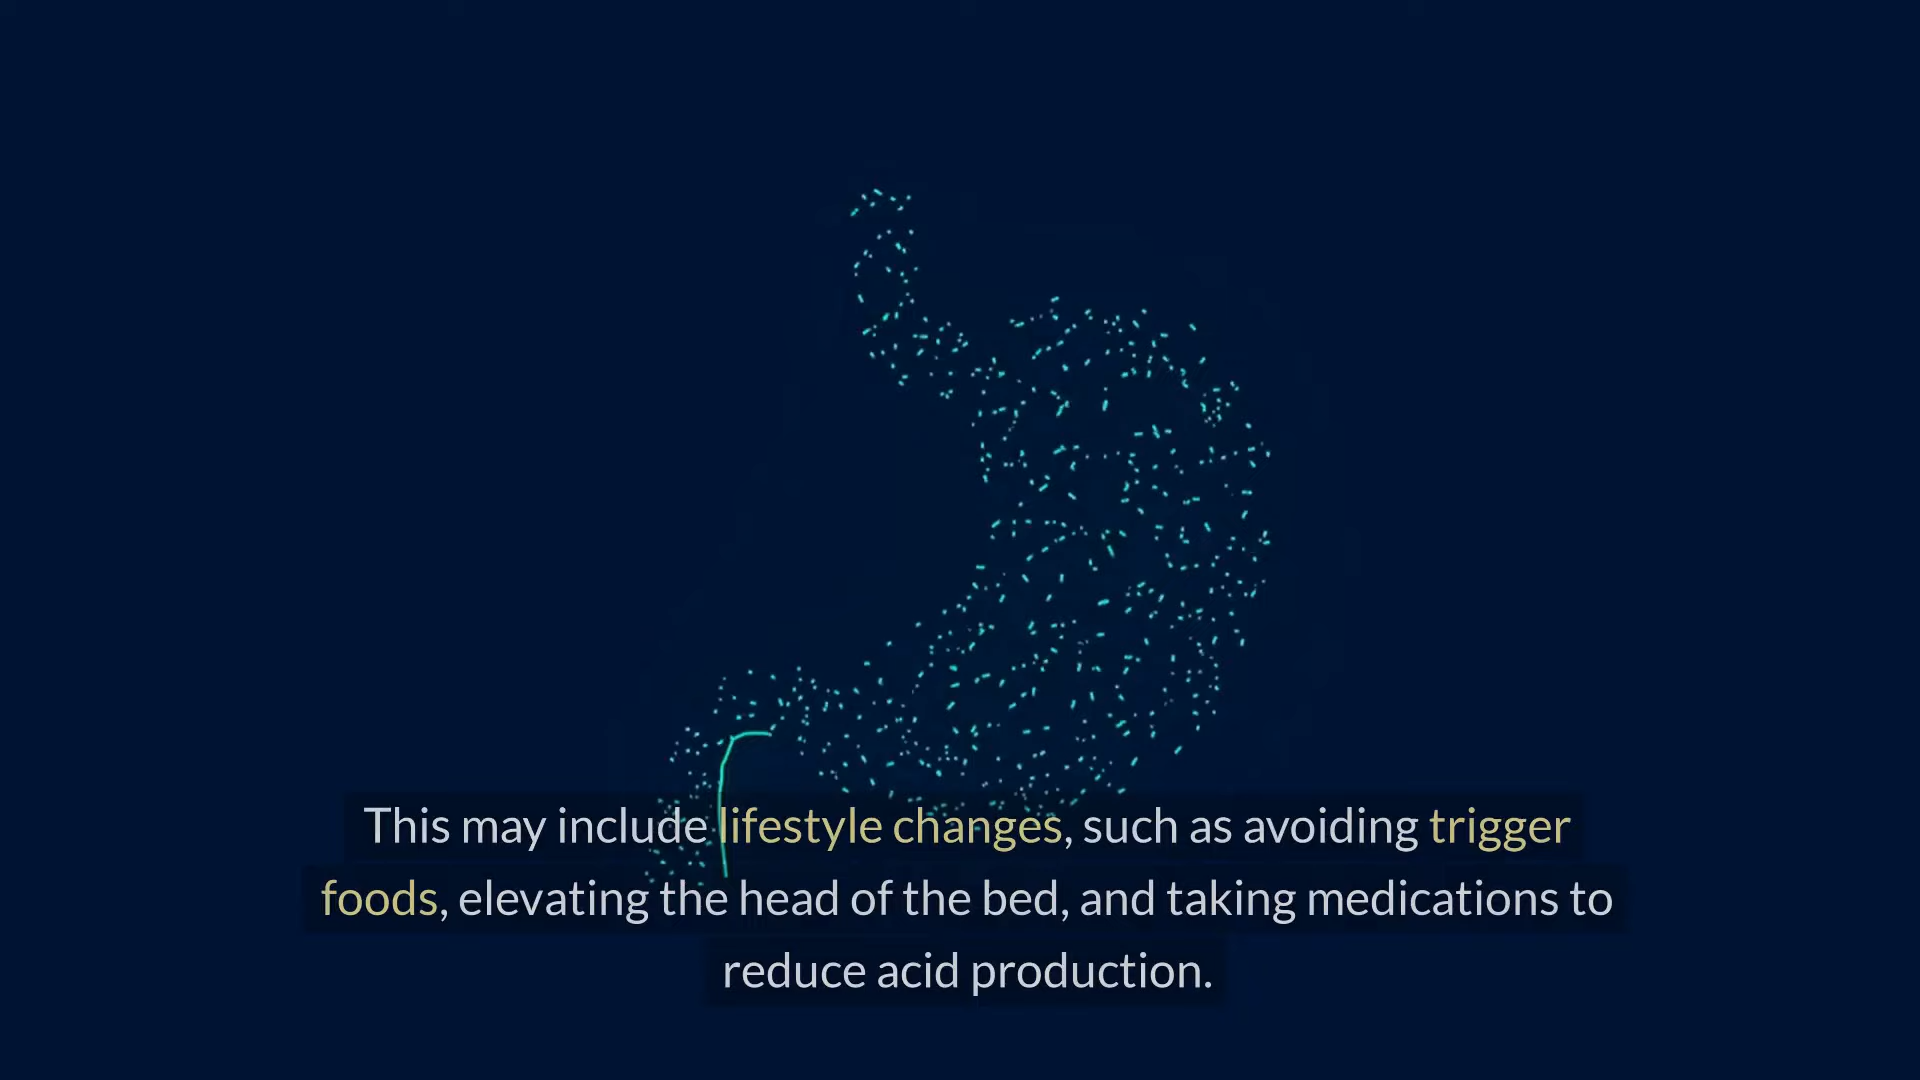 This may include lifestyle changes, such as avoiding trigger
foods, elevating the head of the bed, and taking medications to
reduce acid production.